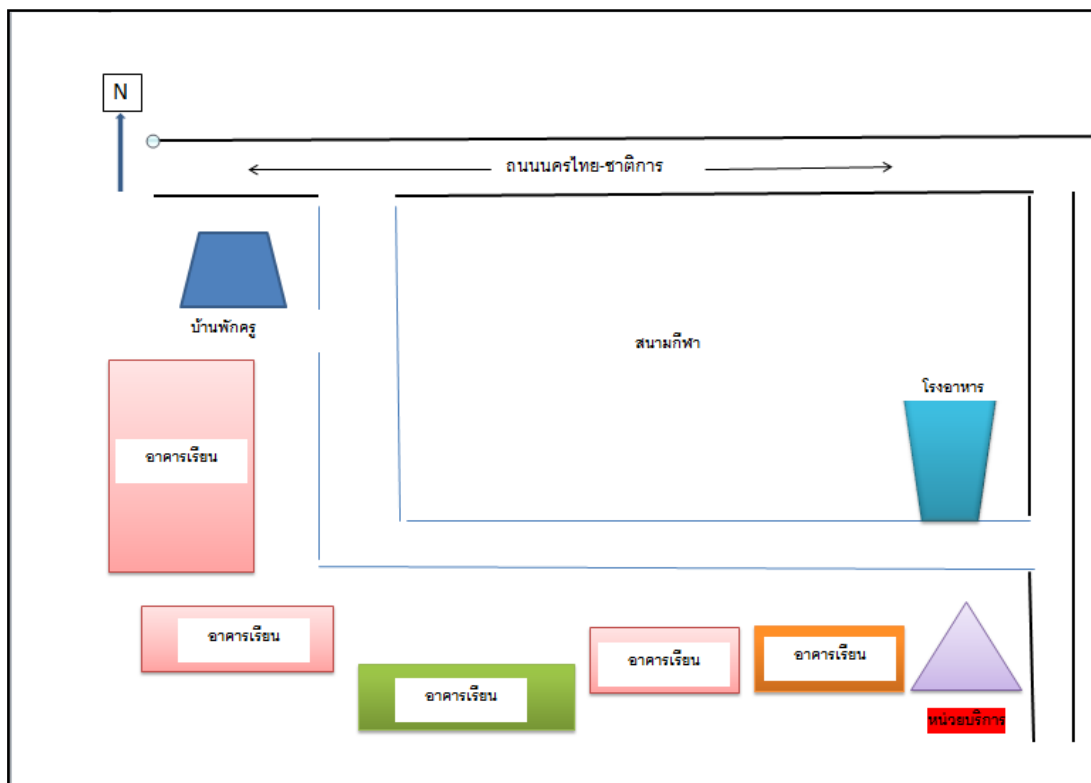 N
ถนนนครไทย-ชาติการ
บ้านพักครู
สนามกีฬา
โรงอาหาร
อาคารเรียน
อาคารเรียน
อาคารเรียน
อาคารเรียน
อาคารเรียน
หน่วยบริการ